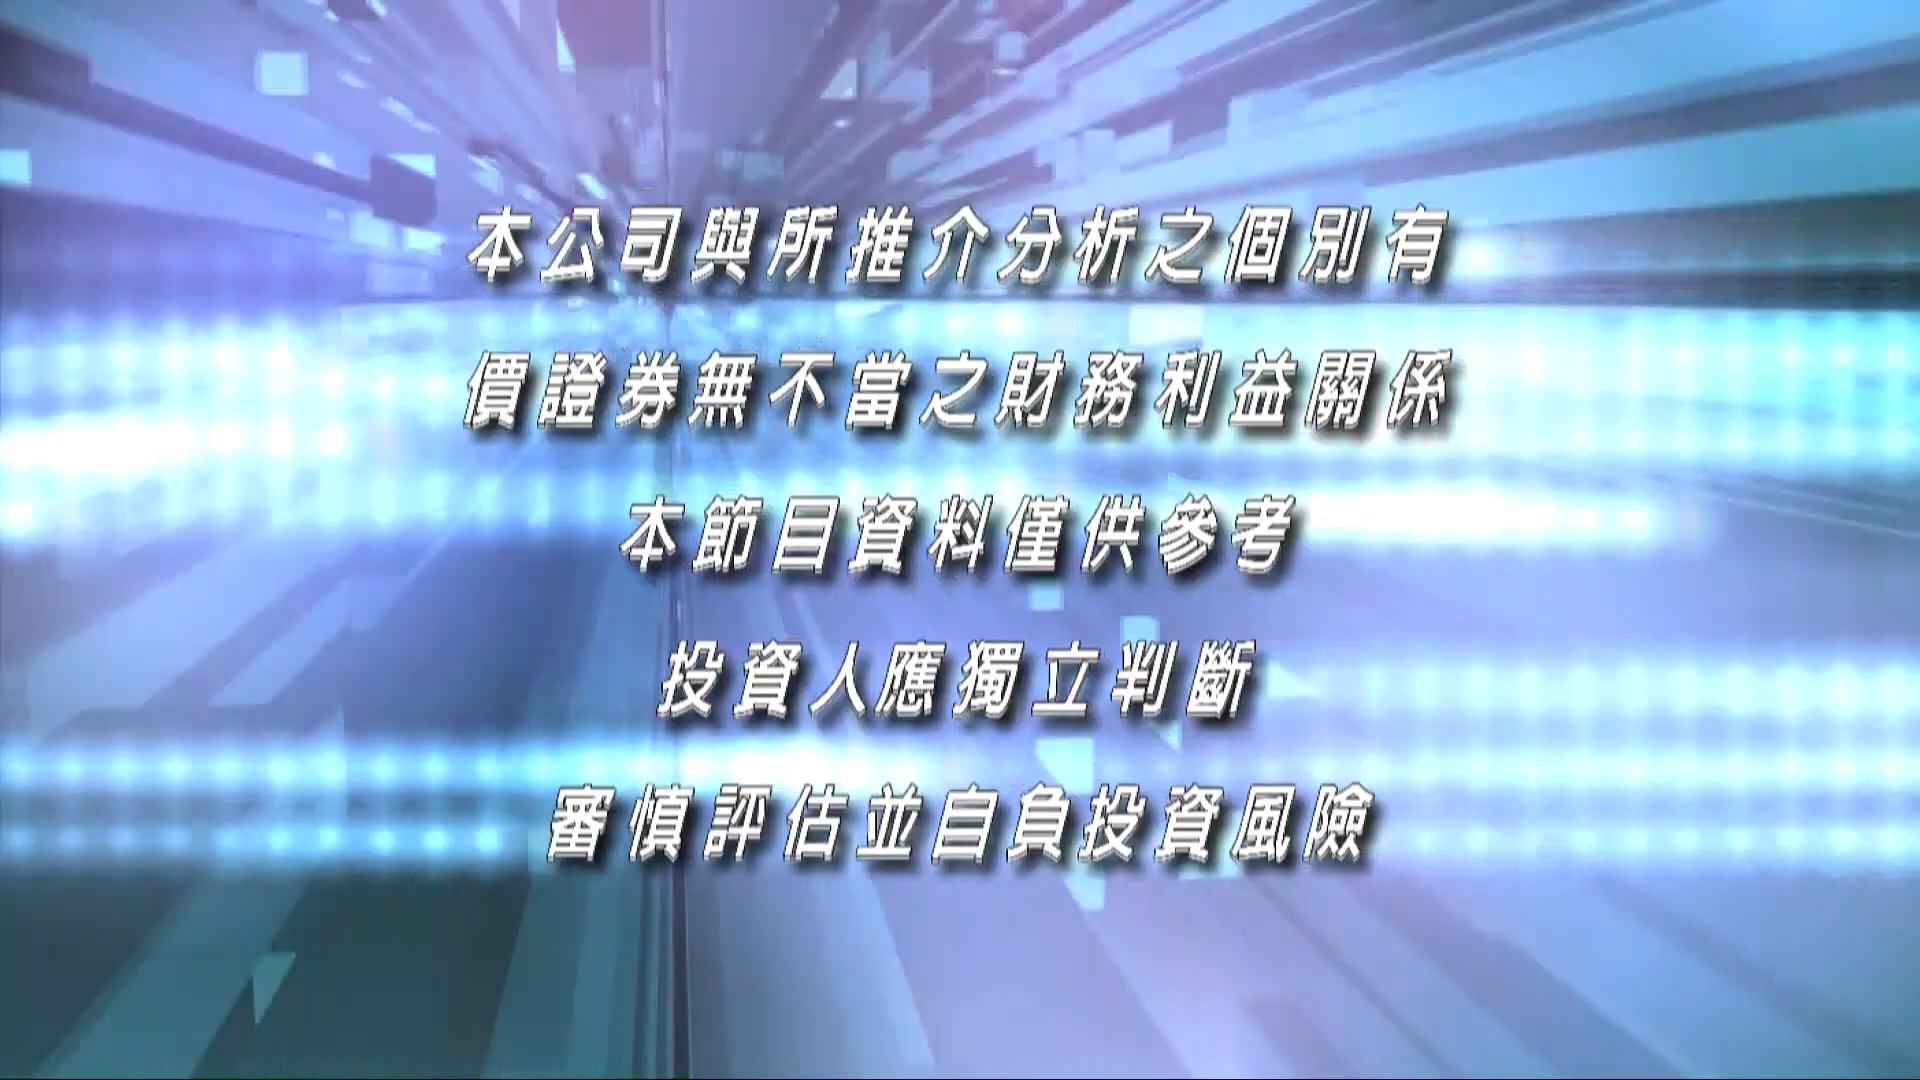 本公司與所推介分析之個別有
價證券無不當之財務利益關係
本節目資料僅供參考
投資人應獨立判斷
審慎評估並自負投資風險